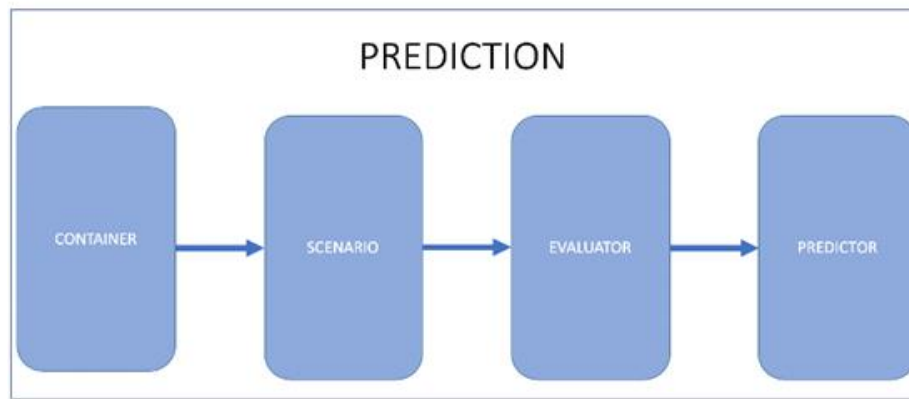 PREDICTION
CONTAINER
SCENARIO
EVALUATOR
PREDICTOR